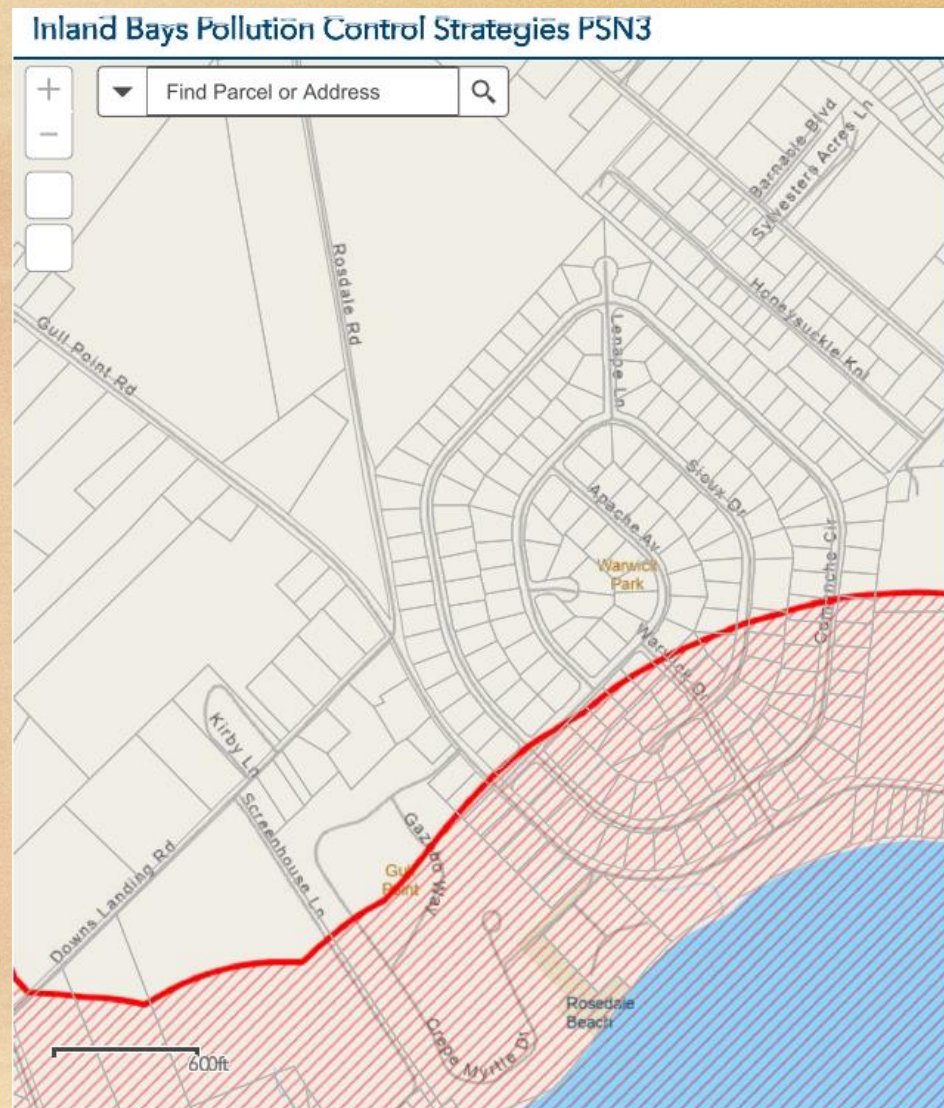 Inland Bays Pollution Control Strategies PSN3
+
Find Parcel or Address
−
Barnable Blvd
Sylvesters Acres Ln
Rosdale Rd
Honeysuckle Knl
Gull Point Rd
Lenape Ln
Sioux Dr
Apache Av
Comanche Cir
Warwick
Park
Warwick Dr
Kirby Ln
Screenhouse Ln
Gazebo Way
Gull
Point
Downs Landing Rd
Rosedale
Beach
Crepe Myrtle Dr
600ft